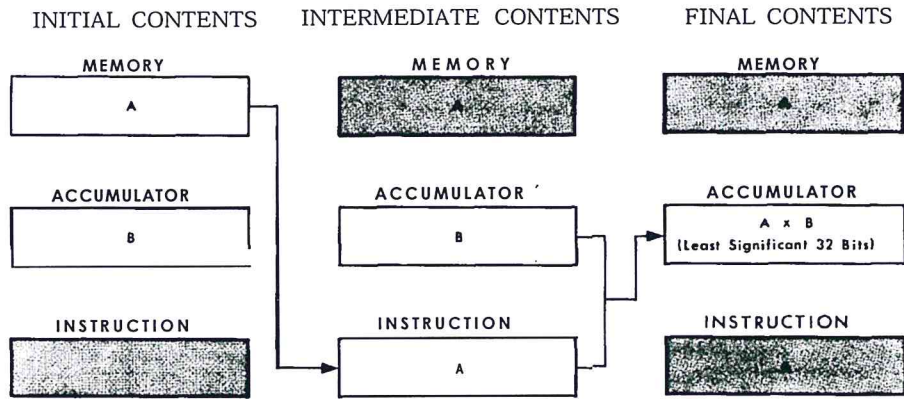 INITIAL CONTENTS INTERMEDIATE CONTENTS FINAL CONTENTS
MEMORY MEMORY MEMORY
A A A
ACCUMULATOR ACCUMULATOR ACCUMULATOR
B B A x B
(Least Significant 32 Bits)
INSTRUCTION INSTRUCTION INSTRUCTION
A A